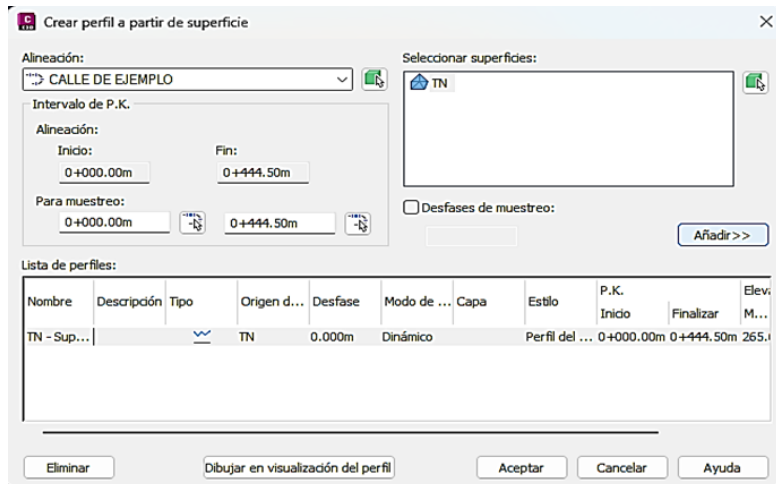 Crear perfil a partir de superficie
Alineación:
CALLE DE EJEMPLO
Intervalo de P.K.
Alineación:
Inicio: Fin:
0+000.00m 0+444.50m
Para muestreo:
0+000.00m 0+444.50m
Seleccionar superficies:
TN
Desfases de muestreo:
Añadir>>
Lista de perfiles:
Nombre Descripción Tipo Origen d... Desfase Modo de ... Capa Estilo P.K. Inicio Finalizar Eleva M...
TN - Sup... TN 0.000m Dinámico Perfil del ... 0+000.00m 0+444.50m 265.
Eliminar Dibujar en visualización del perfil Aceptar Cancelar Ayuda